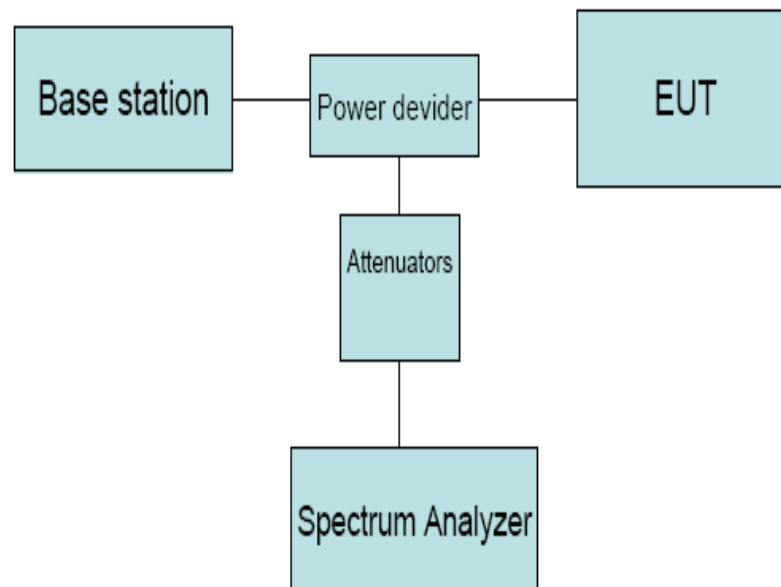 Base station
Power devider
EUT
Attenuators
Spectrum Analyzer